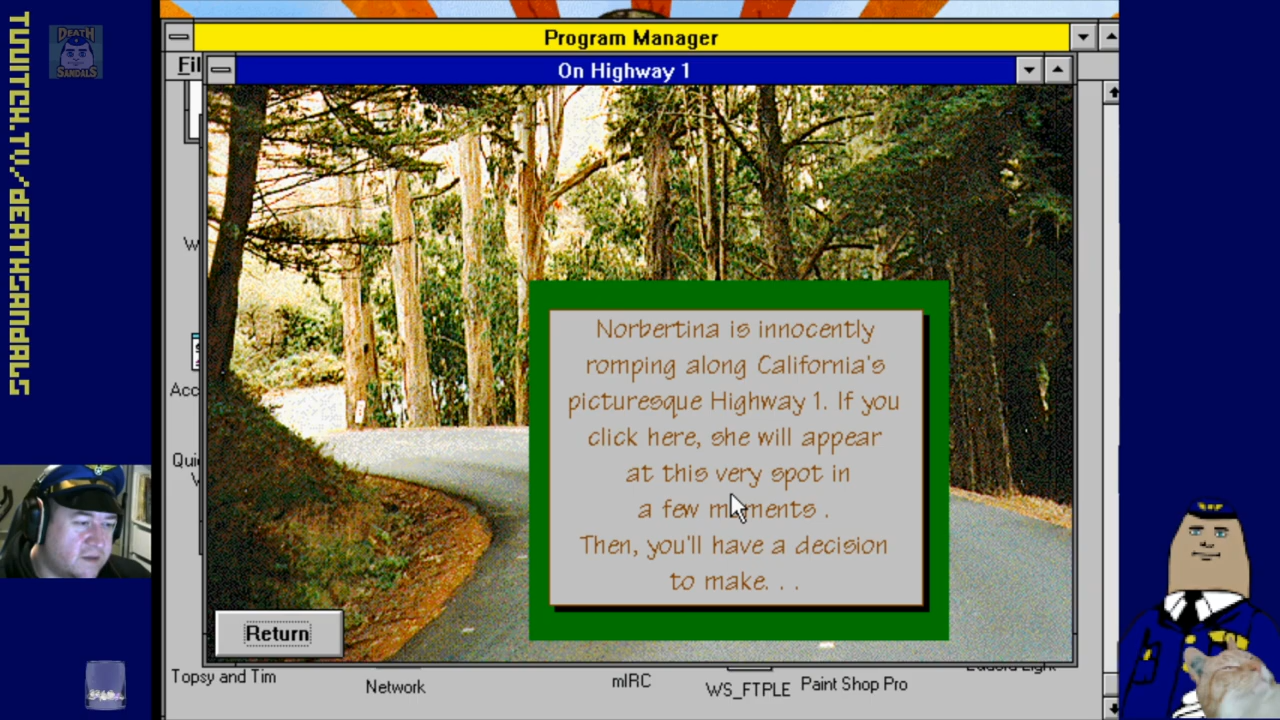 TWITCH.TV/DEATHSANDALS
DEATH
SANDALS
Program Manager
Fil
On Highway 1
W
Acc
Qui
Norbertina is innocently
romping along California's
picturesque Highway 1. If you
click here, she will appear
at this very spot in
a few moments .
Then, you'll have a decision
to make. . .
Return
Topsy and Tim
Network
mIRC
WS_FTPLE
Paint Shop Pro